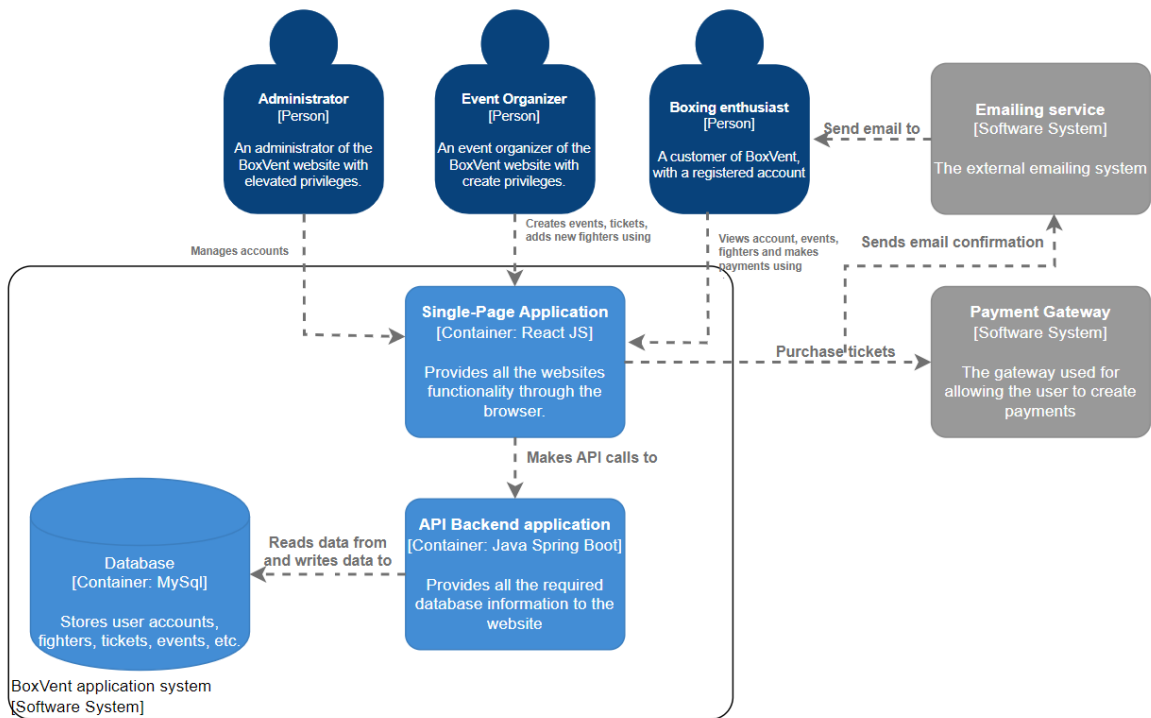 Administrator
[Person]
An administrator of the
BoxVent website with
elevated privileges.
Event Organizer
[Person]
An event organizer of the
BoxVent website with
create privileges.
Boxing enthusiast
[Person]
A customer of BoxVent,
with a registered account
Send email to
Emailing service
[Software System]
The external emailing system
Manages accounts
Creates events, tickets,
adds new fighters using
Views account, events,
fighters and makes
payments using
Sends email confirmation
Single-Page Application
[Container: React JS]
Provides all the websites
functionality through the
browser.
Purchase tickets
Payment Gateway
[Software System]
The gateway used for
allowing the user to create
payments
Makes API calls to
API Backend application
[Container: Java Spring Boot]
Provides all the required
database information to the
website
Reads data from
and writes data to
Database
[Container: MySql]
Stores user accounts,
fighters, tickets, events, etc.
BoxVent application system
[Software System]